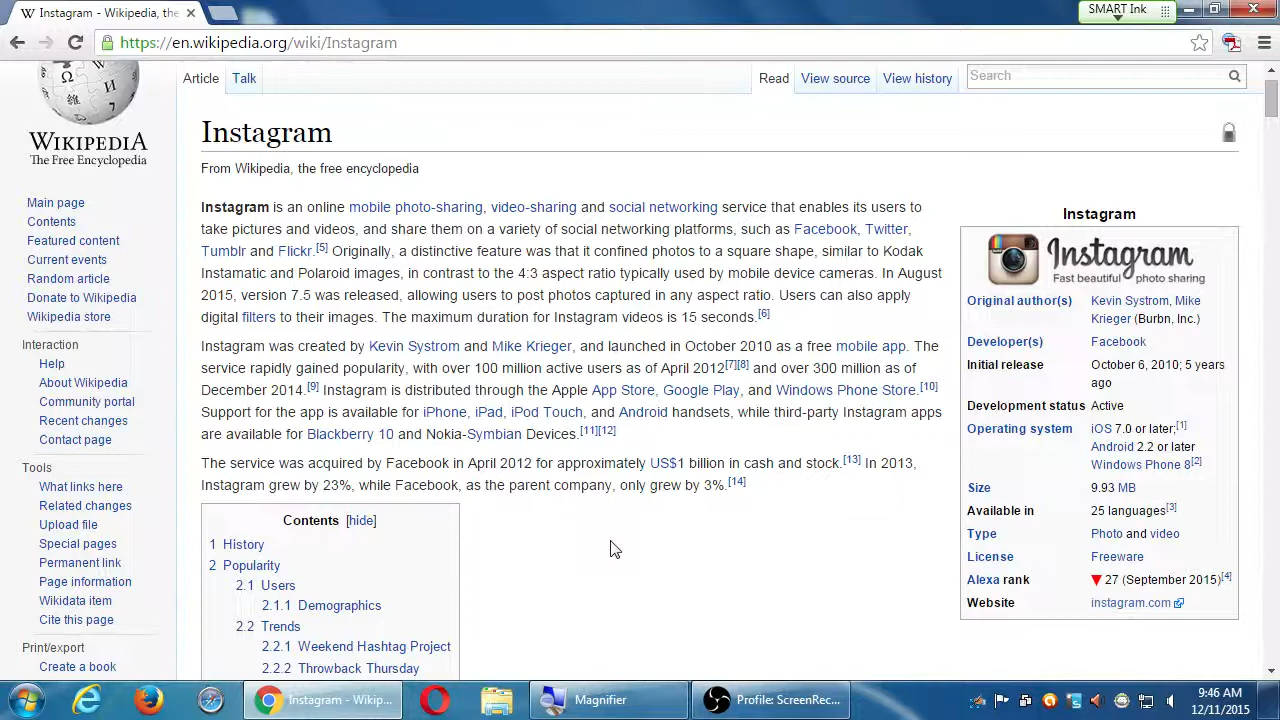 Instagram - Wikipedia, the
SMART Ink
https://en.wikipedia.org/wiki/Instagram
Article Talk Read View source View history Search
WIKIPEDIA
The Free Encyclopedia
Main page
Contents
Featured content
Current events
Random article
Donate to Wikipedia
Wikipedia store
Interaction
Help
About Wikipedia
Community portal
Recent changes
Contact page
Tools
What links here
Related changes
Upload file
Special pages
Permanent link
Page information
Wikidata item
Cite this page
Print/export
Create a book
Instagram
From Wikipedia, the free encyclopedia
Instagram is an online mobile photo-sharing, video-sharing and social networking service that enables its users to
take pictures and videos, and share them on a variety of social networking platforms, such as Facebook, Twitter,
Tumblr and Flickr.[5] Originally, a distinctive feature was that it confined photos to a square shape, similar to Kodak
Instamatic and Polaroid images, in contrast to the 4:3 aspect ratio typically used by mobile device cameras. In August
2015, version 7.5 was released, allowing users to post photos captured in any aspect ratio. Users can also apply
digital filters to their images. The maximum duration for Instagram videos is 15 seconds.[6]
Instagram was created by Kevin Systrom and Mike Krieger, and launched in October 2010 as a free mobile app. The
service rapidly gained popularity, with over 100 million active users as of April 2012[7][8] and over 300 million as of
December 2014.[9] Instagram is distributed through the Apple App Store, Google Play, and Windows Phone Store.[10]
Support for the app is available for iPhone, iPad, iPod Touch, and Android handsets, while third-party Instagram apps
are available for Blackberry 10 and Nokia-Symbian Devices.[11][12]
The service was acquired by Facebook in April 2012 for approximately US$1 billion in cash and stock.[13] In 2013,
Instagram grew by 23%, while Facebook, as the parent company, only grew by 3%.[14]
Contents [hide]
1 History
2 Popularity
2.1 Users
2.1.1 Demographics
2.2 Trends
2.2.1 Weekend Hashtag Project
2.2.2 Throwback Thursday
Instagram
Instagram
Fast beautiful photo sharing
Original author(s) Kevin Systrom, Mike
Krieger (Burbn, Inc.)
Developer(s) Facebook
Initial release October 6, 2010; 5 years
ago
Development status Active
Operating system iOS 7.0 or later;[1]
Android 2.2 or later
Windows Phone 8[2]
Size 9.93 MB
Available in 25 languages[3]
Type Photo and video
License Freeware
Alexa rank ▼ 27 (September 2015)[4]
Website instagram.com
Instagram - Wikip...
Magnifier
Profile: ScreenRec...
9:46 AM
12/11/2015